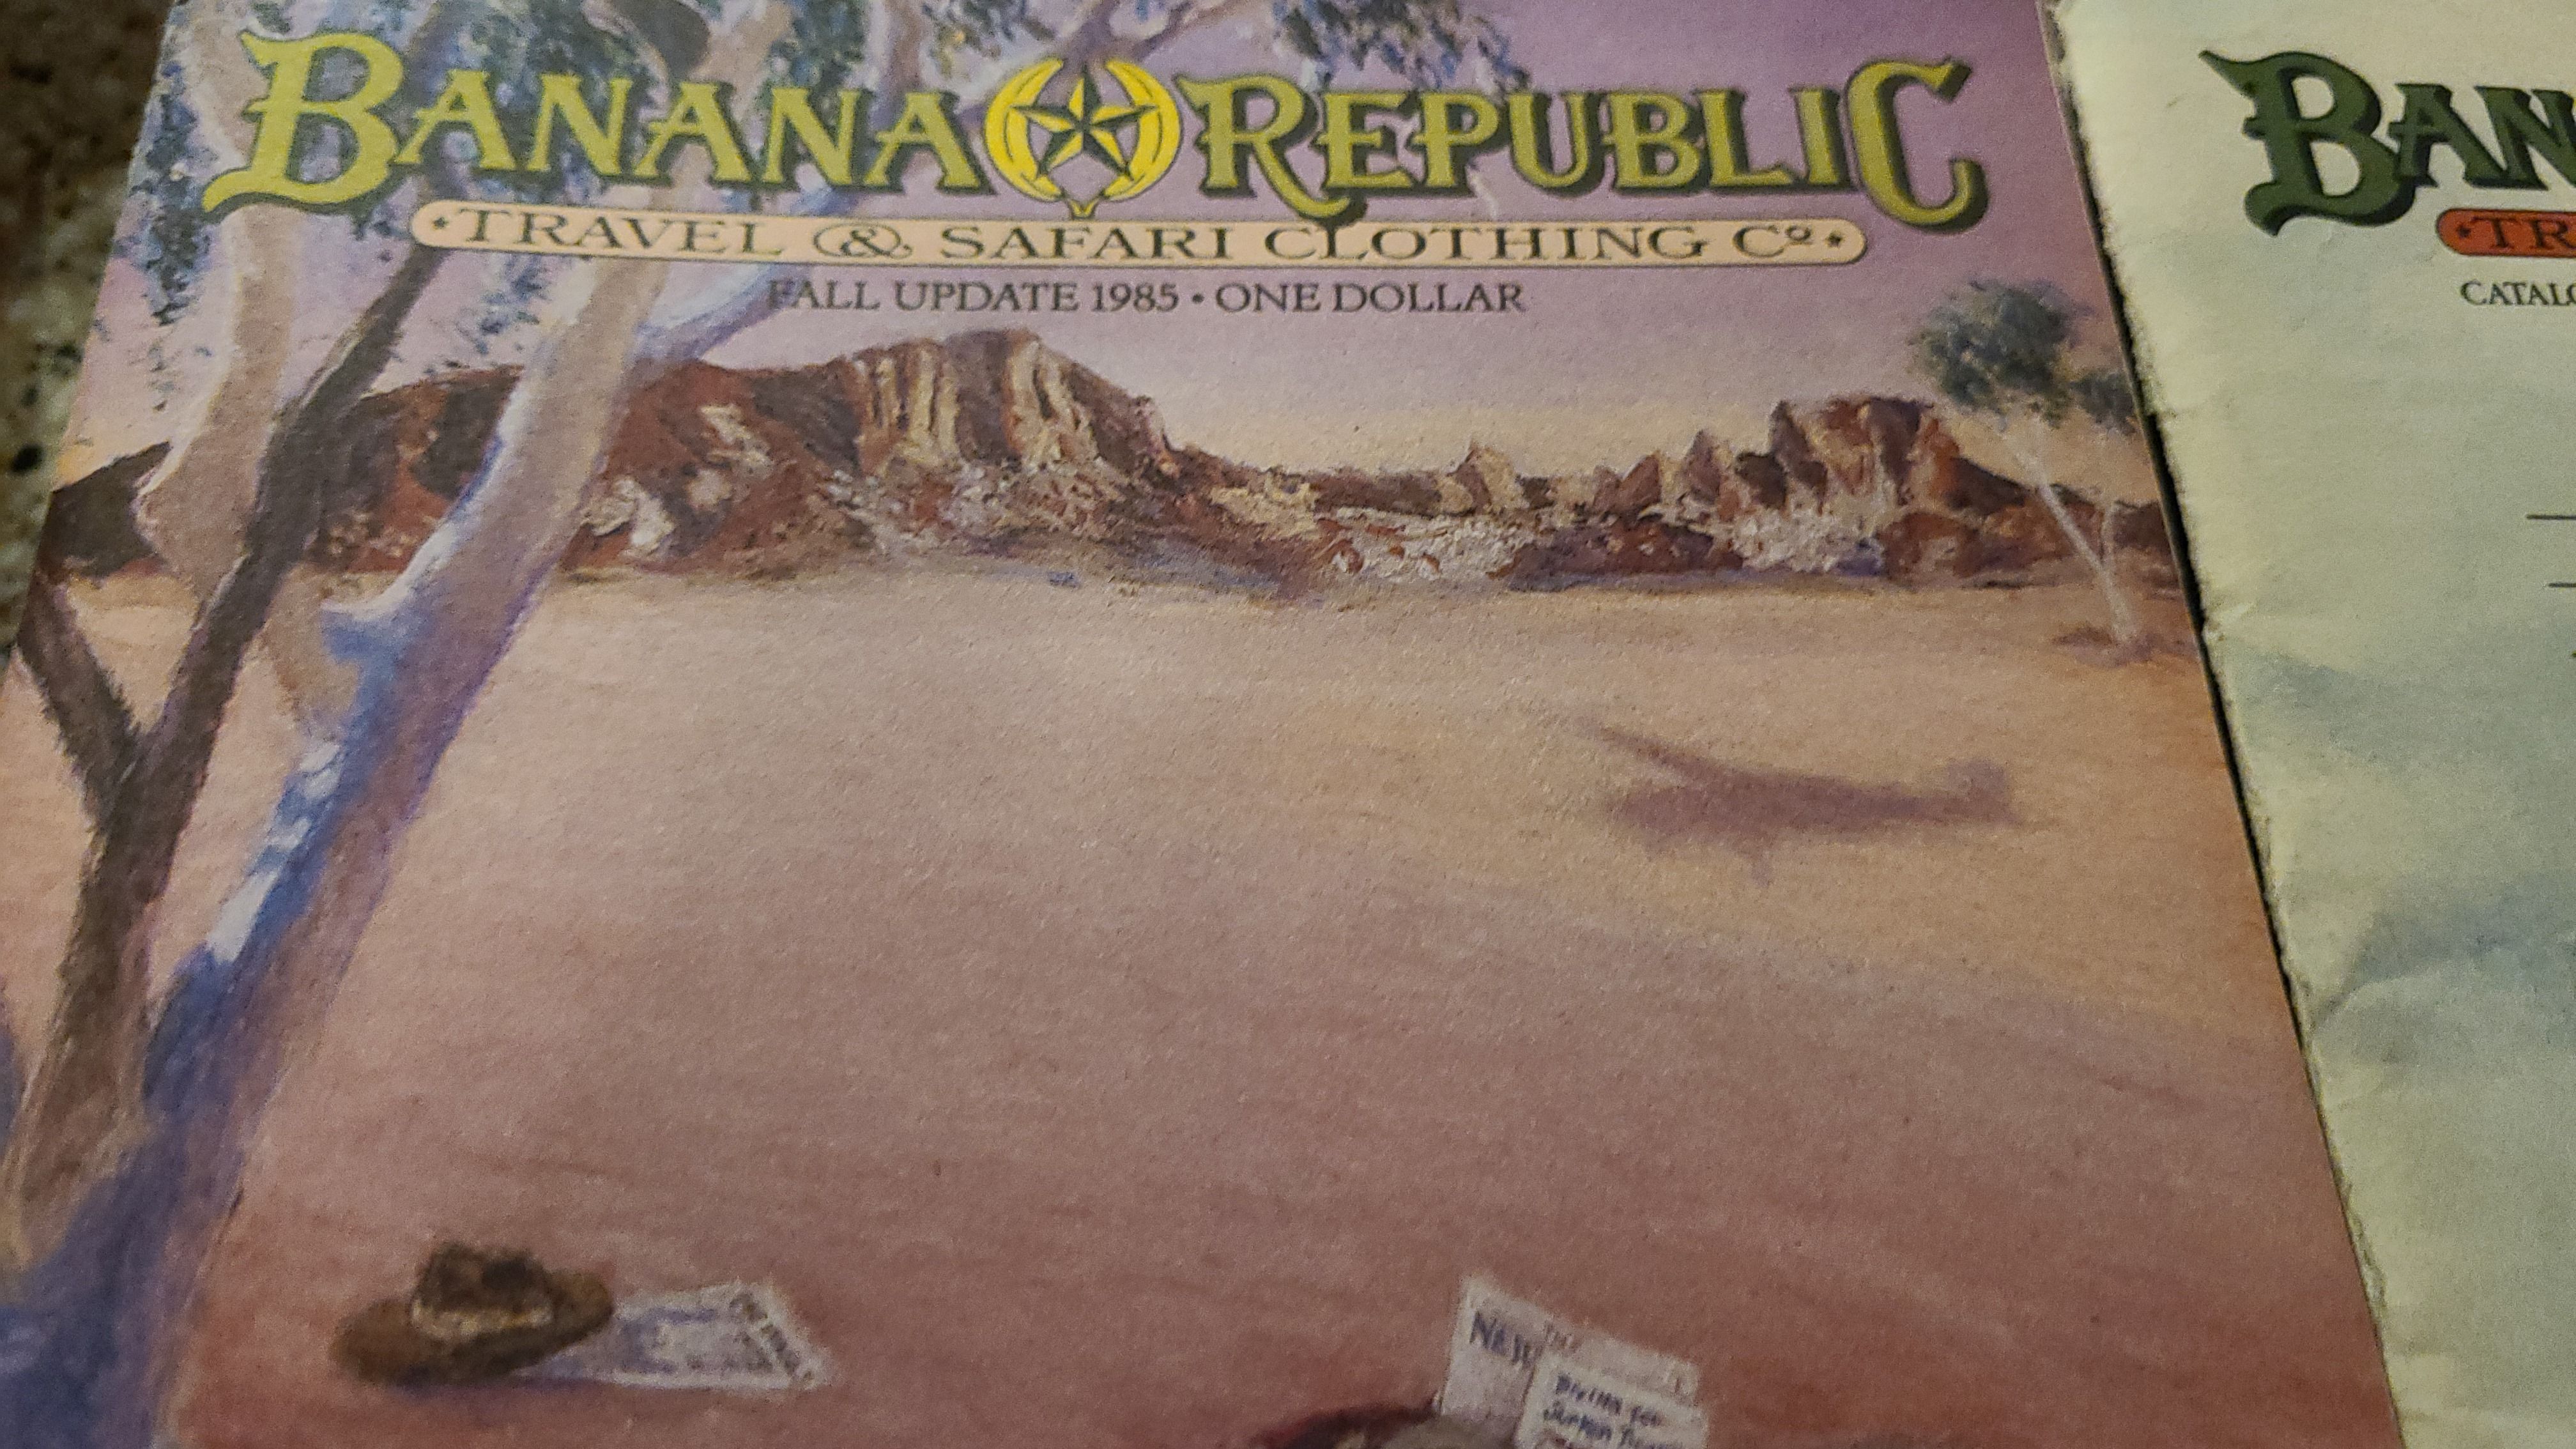 BANANA REPUBLIC
TRAVEL & SAFARI CLOTHING Cº
FALL UPDATE 1985 • ONE DOLLAR
BAN
TR
CATALO